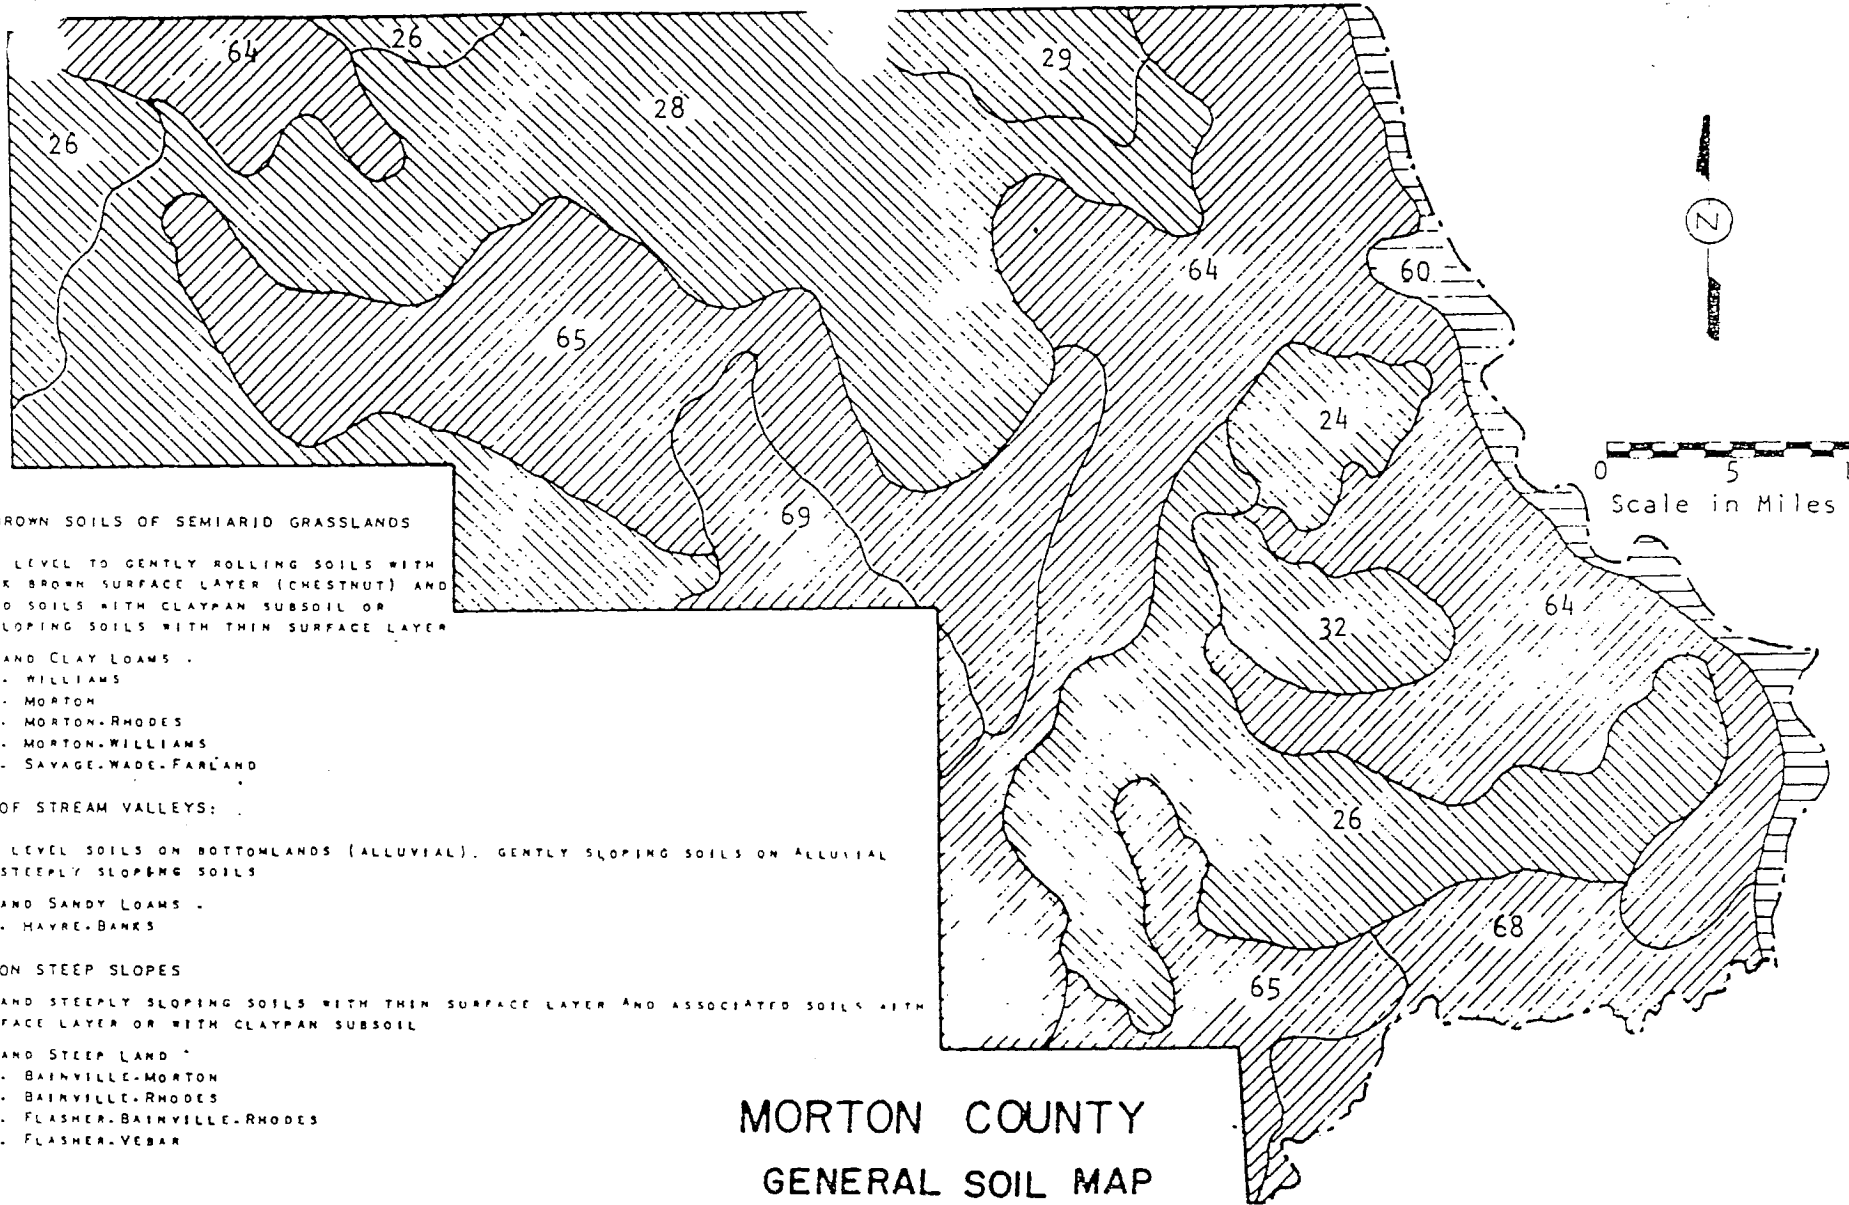 64
26
29
28
26
60
64
65
24
0 5 1
Scale in Miles
69
ROWN SOILS OF SEMIARID GRASSLANDS
LEVEL TO GENTLY ROLLING SOILS WITH
K BROWN SURFACE LAYER (CHESTNUT) AND
D SOILS WITH CLAYPAN SUBSOIL OR
LOPING SOILS WITH THIN SURFACE LAYER
AND CLAY LOAMS -
- WILLIAMS
- MORTON
- MORTON-RHODES
- MORTON-WILLIAMS
- SAVAGE-WADE-FARLAND
64
32
OF STREAM VALLEYS:
LEVEL SOILS ON BOTTOMLANDS (ALLUVIAL). GENTLY SLOPING SOILS ON ALLUVIAL
STEEPLY SLOPING SOILS
AND SANDY LOAMS -
- HAVRE-BANKS
26
68
65
ON STEEP SLOPES
AND STEEPLY SLOPING SOILS WITH THIN SURFACE LAYER AND ASSOCIATED SOILS WITH
FACE LAYER OR WITH CLAYPAN SUBSOIL
AND STEEP LAND -
- BAINVILLE-MORTON
- BAINVILLE-RHODES
- FLASHER-BAINVILLE-RHODES
- FLASHER-VEBAR
MORTON COUNTY
GENERAL SOIL MAP
N